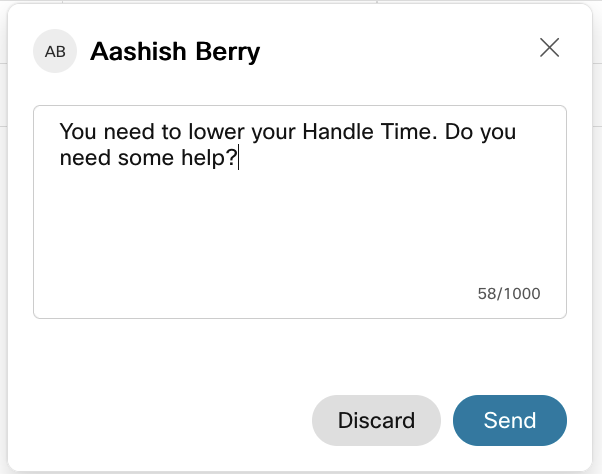 AB
Aashish Berry
You need to lower your Handle Time. Do you
need some help?
58/1000
Discard
Send